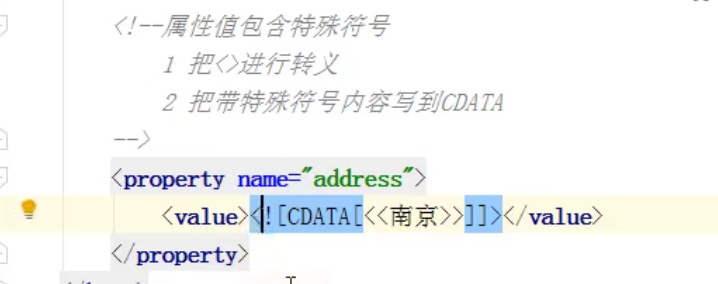 <!--属性值包含特殊符号
1 把<>进行转义
2 把带特殊符号内容写到CDATA
-->
<property name="address">
<value><![CDATA[<<南京>>]]></value>
</property>